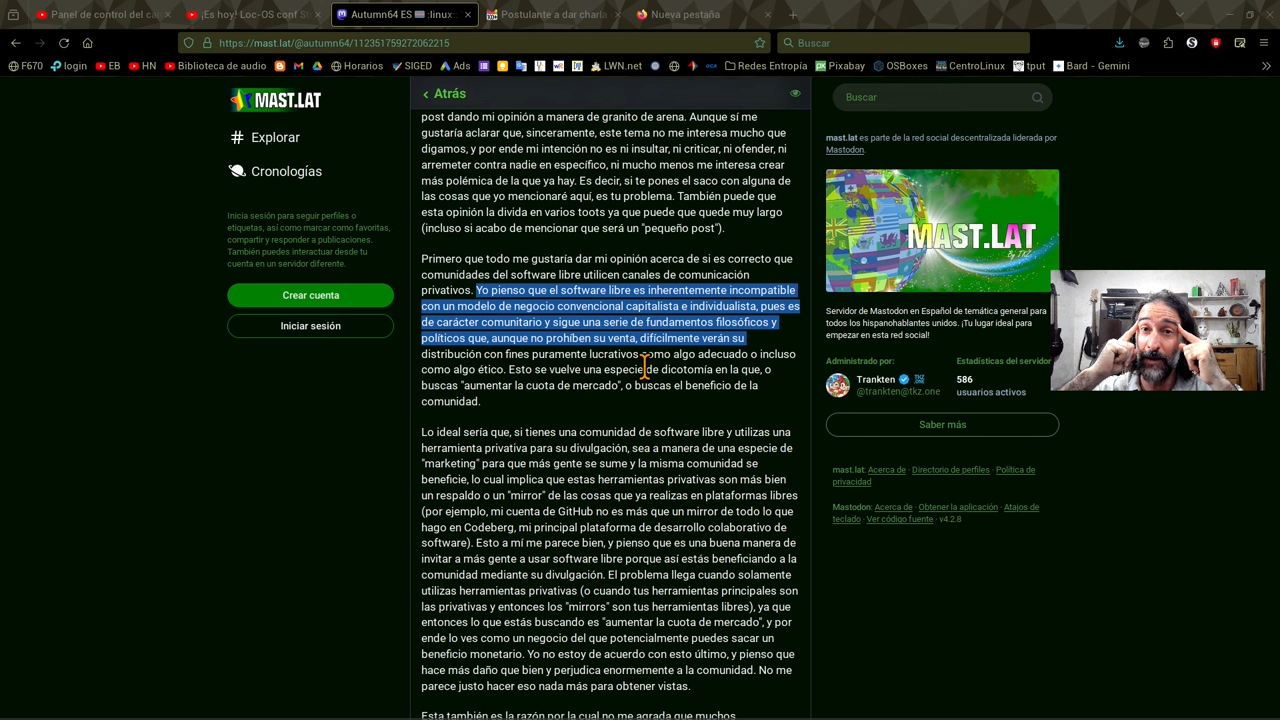 Panel de control del ca
¡Es hoy! Loc-OS conf S
Autumn64 ES :linux:
Postulante a dar charla
Nueva pestaña
https://mast.lat/@autumn64/112351759272062215
Buscar
F670
login
EB
HN
Biblioteca de audio
Horarios
SIGED
Ads
LWN.net
Redes Entropía
Pixabay
OSBoxes
CentroLinux
tput
Bard - Gemini
MAST.LAT
Explorar
Cronologías
Inicia sesión para seguir perfiles o
etiquetas, así como marcar como favoritas,
compartir y responder a publicaciones.
También puedes interactuar desde tu
cuenta en un servidor diferente.
Crear cuenta
Iniciar sesión
Atrás
post dando mi opinión a manera de granito de arena. Aunque sí me
gustaría aclarar que, sinceramente, este tema no me interesa mucho que
digamos, y por ende mi intención no es ni insultar, ni criticar, ni ofender, ni
arremeter contra nadie en específico, ni mucho menos me interesa crear
más polémica de la que ya hay. Es decir, si te pones el saco con alguna de
las cosas que yo mencionaré aquí, es tu problema. También puede que
esta opinión la divida en varios toots ya que puede que quede muy largo
(incluso si acabo de mencionar que será un "pequeño post").
Primero que todo me gustaría dar mi opinión acerca de si es correcto que
comunidades del software libre utilicen canales de comunicación
privativos. Yo pienso que el software libre es inherentemente incompatible
con un modelo de negocio convencional capitalista e individualista, pues es
de carácter comunitario y sigue una serie de fundamentos filosóficos y
políticos que, aunque no prohíben su venta, difícilmente verán su
distribución con fines puramente lucrativos como algo adecuado o incluso
como algo ético. Esto se vuelve una especie de dicotomía en la que, o
buscas "aumentar la cuota de mercado", o buscas el beneficio de la
comunidad.
Lo ideal sería que, si tienes una comunidad de software libre y utilizas una
herramienta privativa para su divulgación, sea a manera de una especie de
"marketing" para que más gente se sume y la misma comunidad se
beneficie, lo cual implica que estas herramientas privativas son más bien
un respaldo o un "mirror" de las cosas que ya realizas en plataformas libres
(por ejemplo, mi cuenta de GitHub no es más que un mirror de todo lo que
hago en Codeberg, mi principal plataforma de desarrollo colaborativo de
software). Esto a mí me parece bien, y pienso que es una buena manera de
invitar a más gente a usar software libre porque así estás beneficiando a la
comunidad mediante su divulgación. El problema llega cuando solamente
utilizas herramientas privativas (o cuando tus herramientas principales son
las privativas y entonces los "mirrors" son tus herramientas libres), ya que
entonces lo que estás buscando es "aumentar la cuota de mercado", y por
ende lo ves como un negocio del que potencialmente puedes sacar un
beneficio monetario. Yo no estoy de acuerdo con esto último, y pienso que
hace más daño que bien y perjudica enormemente a la comunidad. No me
parece justo hacer eso nada más para obtener vistas.
Esta también es la razón por la cual no me agrada que muchos
Buscar
mast.lat es parte de la red social descentralizada liderada por
Mastodon.
MAST.LAT
By TKZ
Servidor de Mastodon en Español de temática general para
todos los hispanohablantes unidos. ¡Tu lugar ideal para
empezar en esta red social!
Administrado por:
Estadísticas del servidor
Trankten
@trankten@tkz.one
586
usuarios activos
Saber más
mast.lat: Acerca de · Directorio de perfiles · Política de
privacidad
Mastodon: Acerca de · Obtener la aplicación · Atajos de
teclado · Ver código fuente · v4.2.8